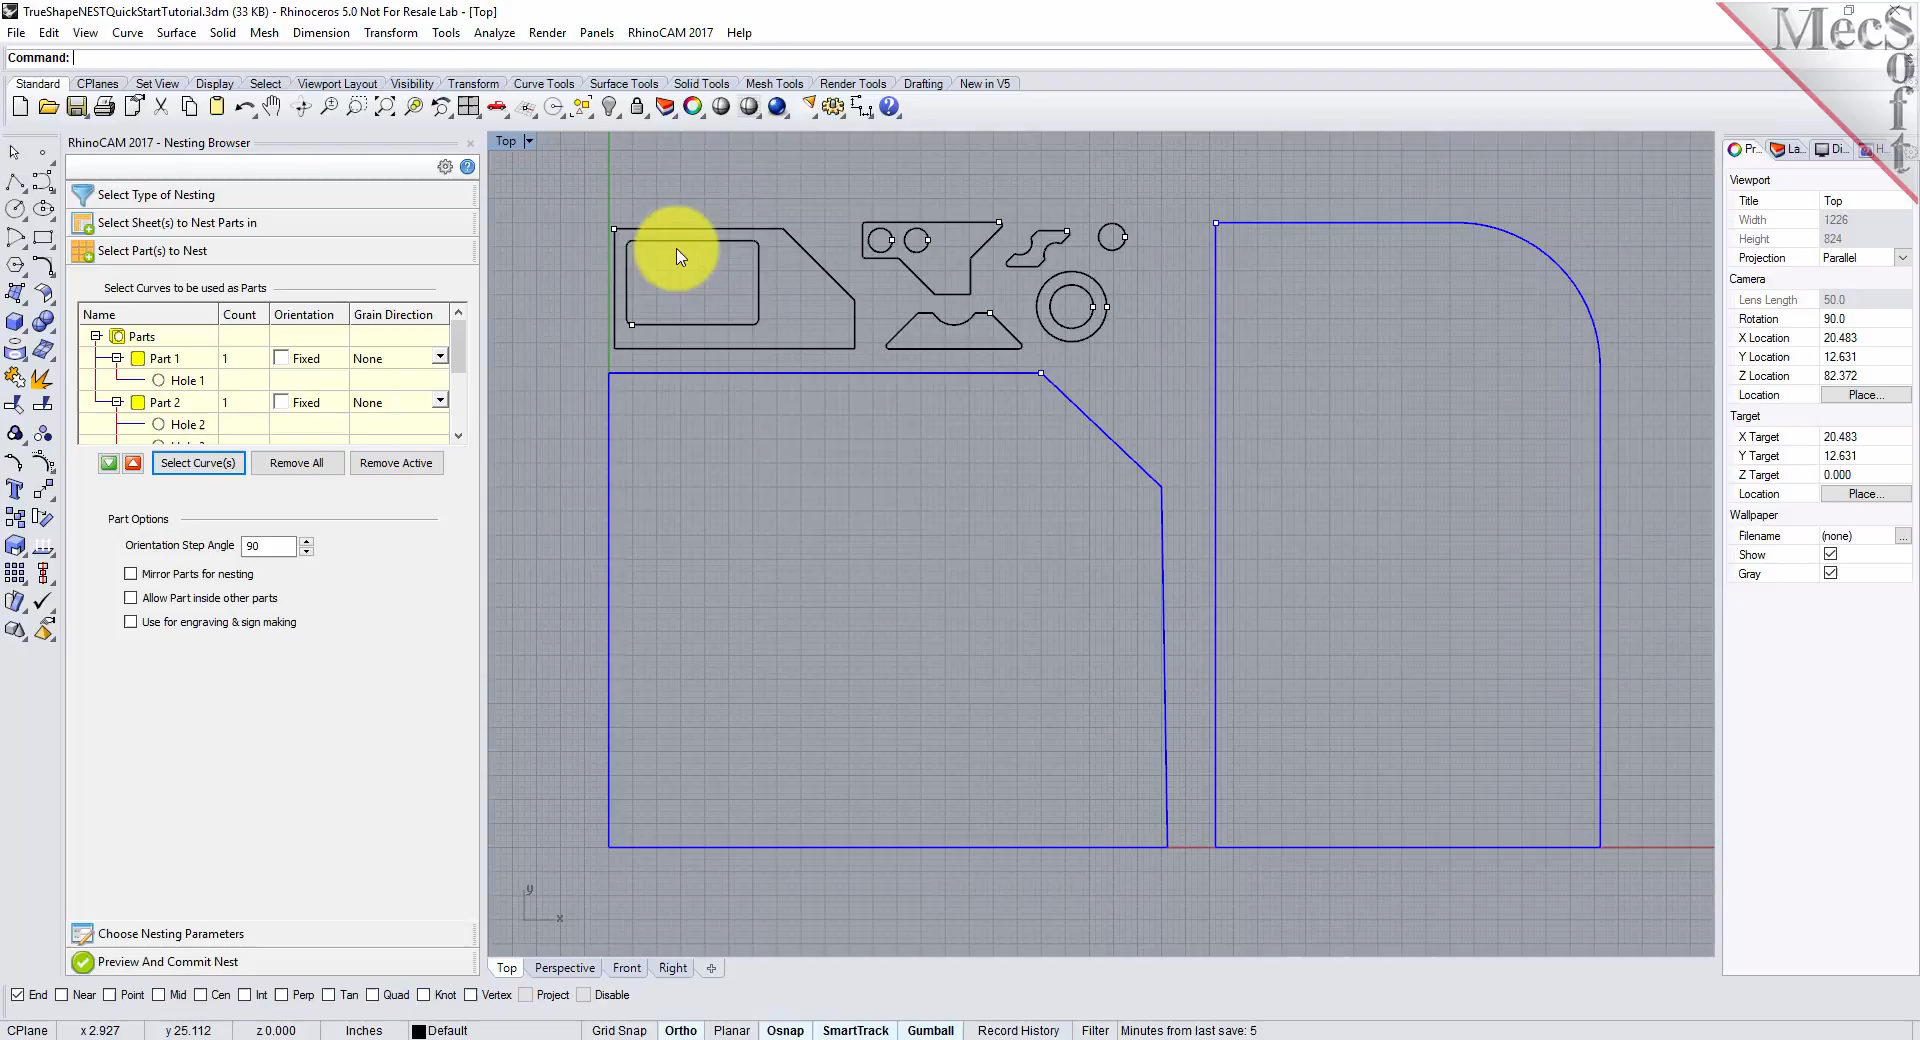 TrueShapeNESTQuickStartTutorial.3dm (33 KB) - Rhinoceros 5.0 Not For Resale Lab - [Top]
File Edit View Curve Surface Solid Mesh Dimension Transform Tools Analyze Render Panels RhinoCAM 2017 Help
Command:
Standard CPlanes Set View Display Select Viewport Layout Visibility Transform Curve Tools Surface Tools Solid Tools Mesh Tools Render Tools Drafting New in V5
MecSoft
RhinoCAM 2017 - Nesting Browser
Select Type of Nesting
Select Sheet(s) to Nest Parts in
Select Part(s) to Nest
Select Curves to be used as Parts
Name Count Orientation Grain Direction
Parts
Part 1 1 Fixed None
Hole 1
Part 2 1 Fixed None
Hole 2
Select Curve(s) Remove All Remove Active
Part Options
Orientation Step Angle 90
Mirror Parts for nesting
Allow Part inside other parts
Use for engraving & sign making
Choose Nesting Parameters
Preview And Commit Nest
Top
y
x
Top Perspective Front Right
Pr... La... Di... H...
Viewport
Title Top
Width 1226
Height 824
Projection Parallel
Camera
Lens Length 50.0
Rotation 90.0
X Location 20.483
Y Location 12.631
Z Location 82.372
Location Place...
Target
X Target 20.483
Y Target 12.631
Z Target 0.000
Location Place...
Wallpaper
Filename (none) ...
Show
Gray
End Near Point Mid Cen Int Perp Tan Quad Knot Vertex Project Disable
CPlane x 2.927 y 25.112 z 0.000 Inches Default Grid Snap Ortho Planar Osnap SmartTrack Gumball Record History Filter Minutes from last save: 5